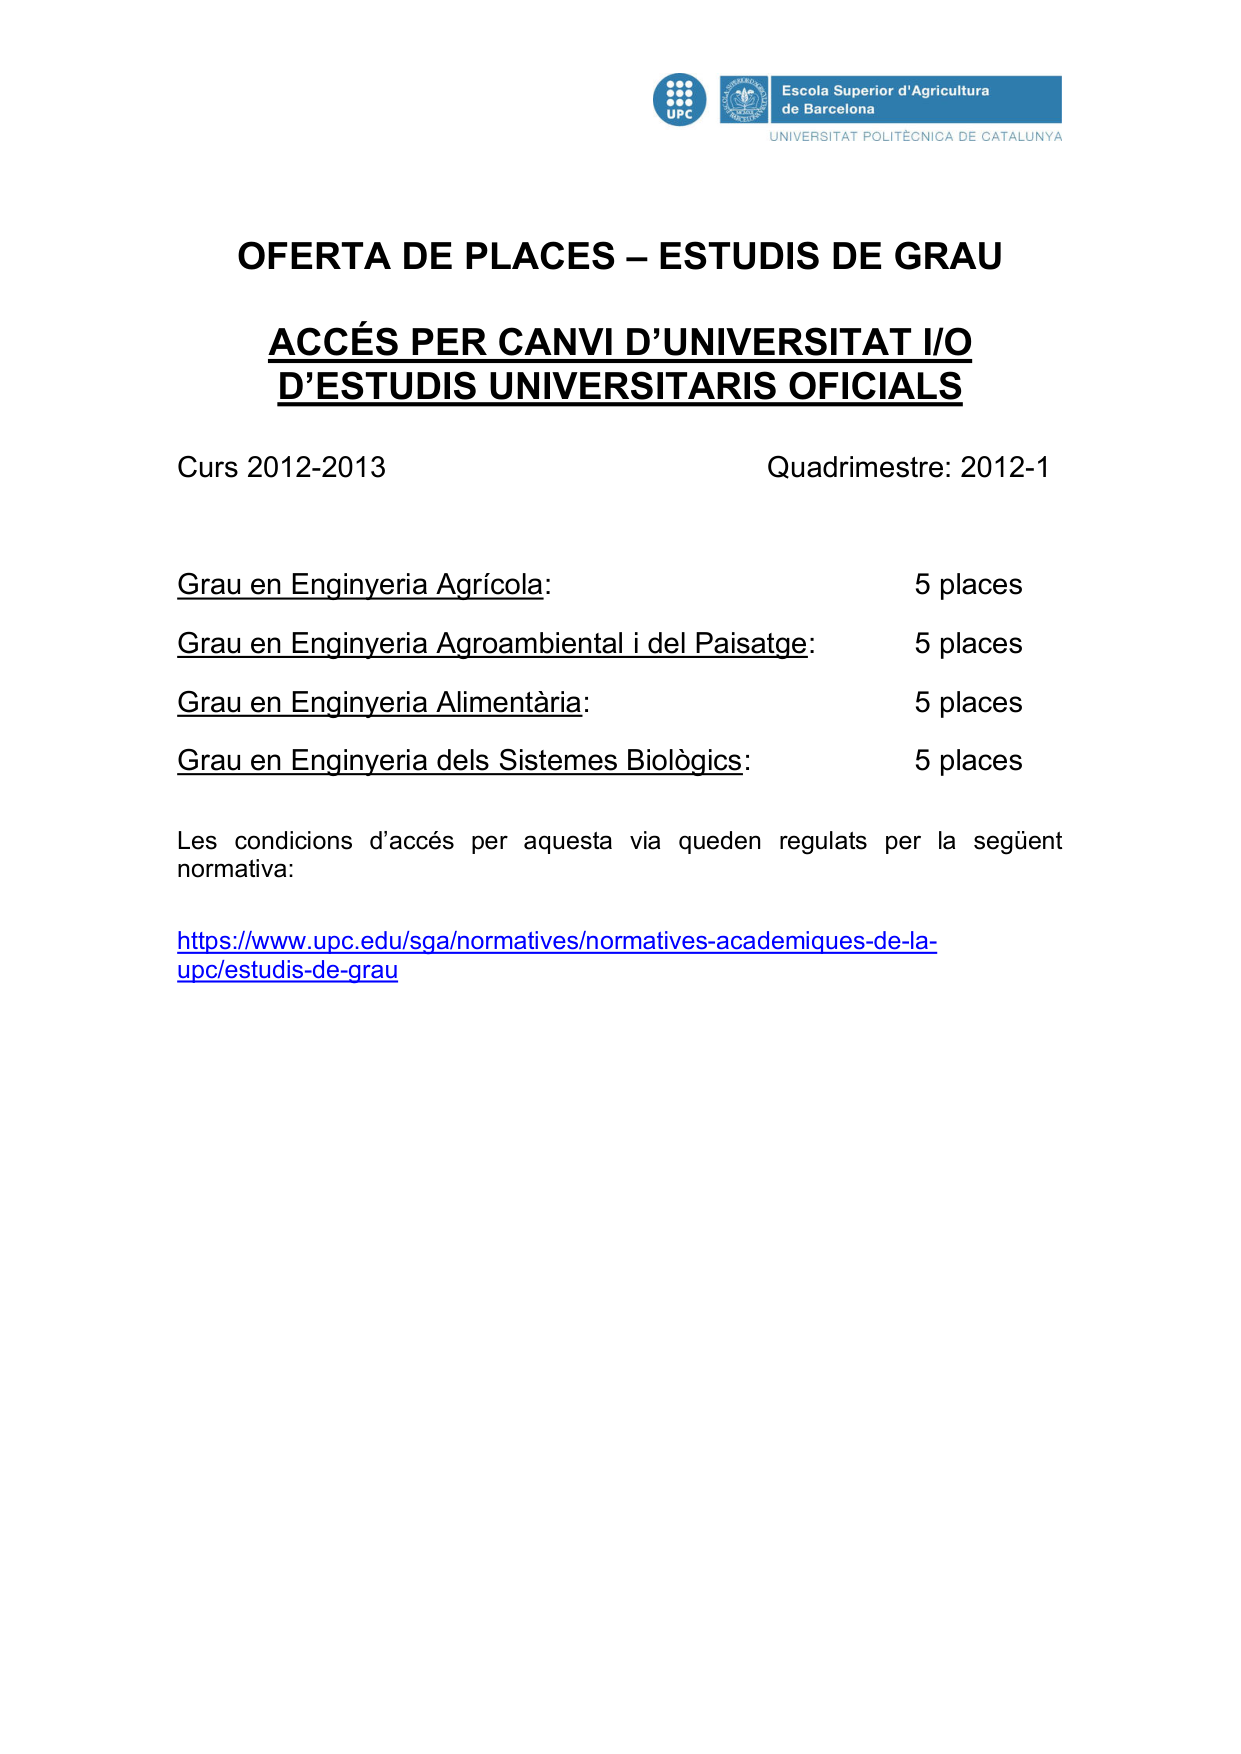 UPC
Escola Superior d'Agricultura
de Barcelona
UNIVERSITAT POLITÈCNICA DE CATALUNYA
OFERTA DE PLACES – ESTUDIS DE GRAU
ACCÉS PER CANVI D’UNIVERSITAT I/O
D’ESTUDIS UNIVERSITARIS OFICIALS
Curs 2012-2013 Quadrimestre: 2012-1
Grau en Enginyeria Agrícola: 5 places
Grau en Enginyeria Agroambiental i del Paisatge: 5 places
Grau en Enginyeria Alimentària: 5 places
Grau en Enginyeria dels Sistemes Biològics: 5 places
Les condicions d’accés per aquesta via queden regulats per la següent
normativa:
https://www.upc.edu/sga/normatives/normatives-academiques-de-la-
upc/estudis-de-grau